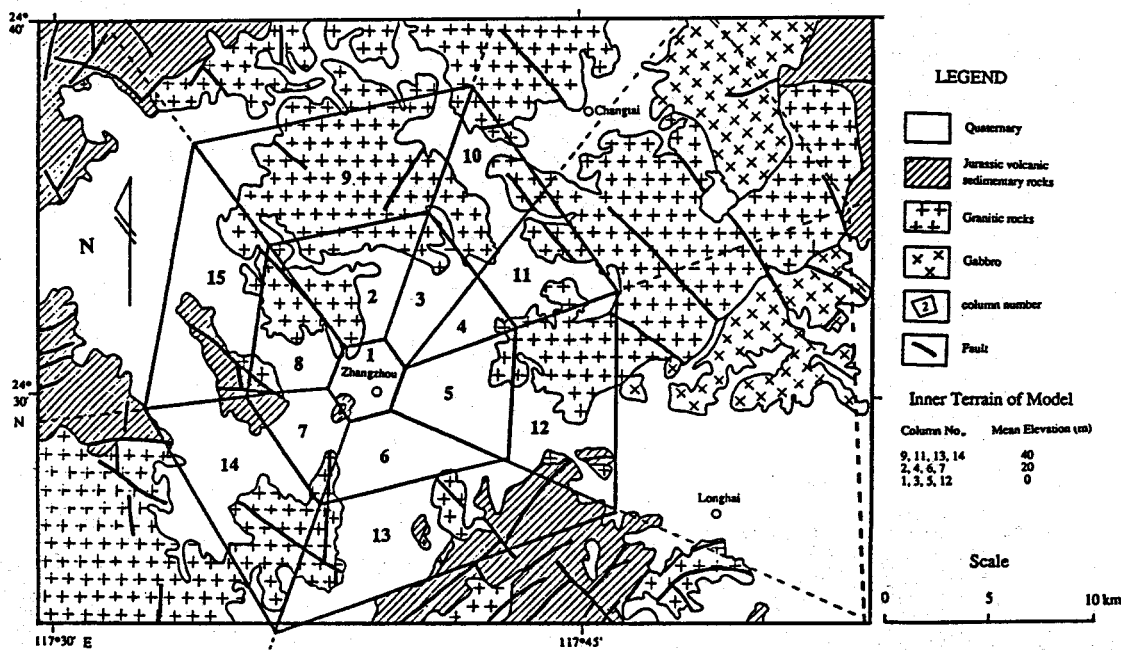 24°
40'
Changtai
10
9
N
15
11
2
3
4
1
Zhangzhou
8
24°
30'
N
5
12
7
6
14
13
Longhai
117°30' E
117°45'
LEGEND
Quaternary
Jurassic volcanic
sedimentary rocks
Granitic rocks
Gabbro
2
column number
Fault
Inner Terrain of Model
Column No. Mean Elevation (m)
9, 11, 13, 14 40
2, 4, 6, 7 20
1, 3, 5, 12 0
Scale
0 5 10 km